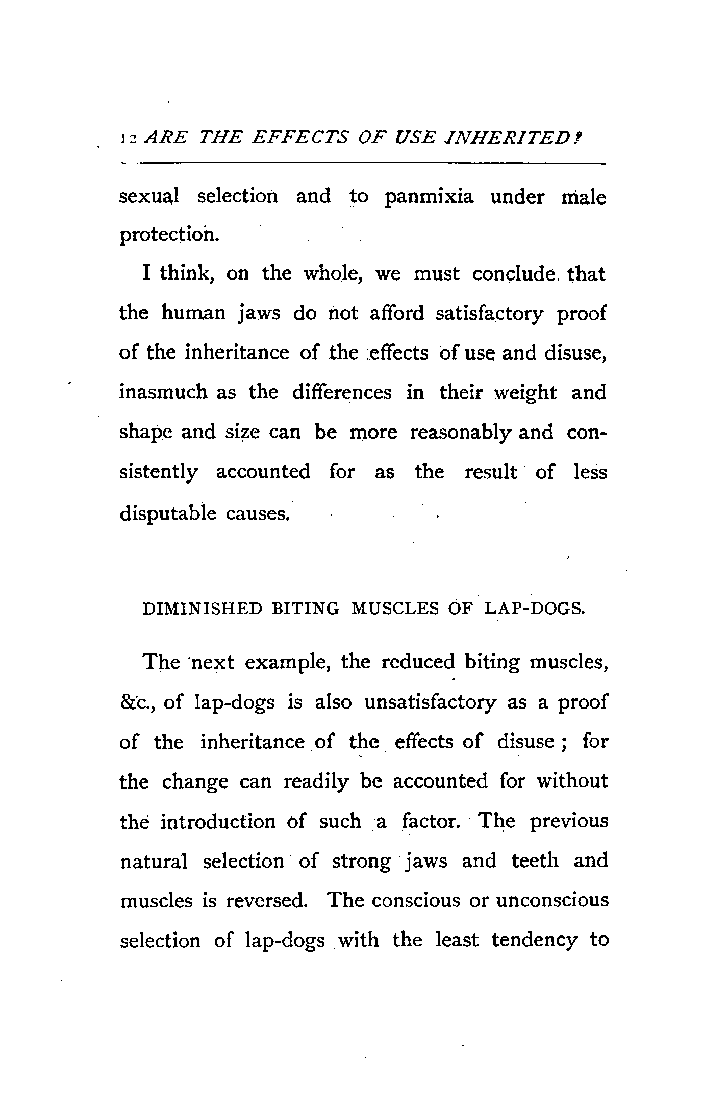 12 ARE THE EFFECTS OF USE INHERITED?
sexual selection and to panmixia under male
protection.
I think, on the whole, we must conclude that
the human jaws do not afford satisfactory proof
of the inheritance of the effects of use and disuse,
inasmuch as the differences in their weight and
shape and size can be more reasonably and con-
sistently accounted for as the result of less
disputable causes.
DIMINISHED BITING MUSCLES OF LAP-DOGS.
The next example, the reduced biting muscles,
&c., of lap-dogs is also unsatisfactory as a proof
of the inheritance of the effects of disuse ; for
the change can readily be accounted for without
the introduction of such a factor. The previous
natural selection of strong jaws and teeth and
muscles is reversed. The conscious or unconscious
selection of lap-dogs with the least tendency to